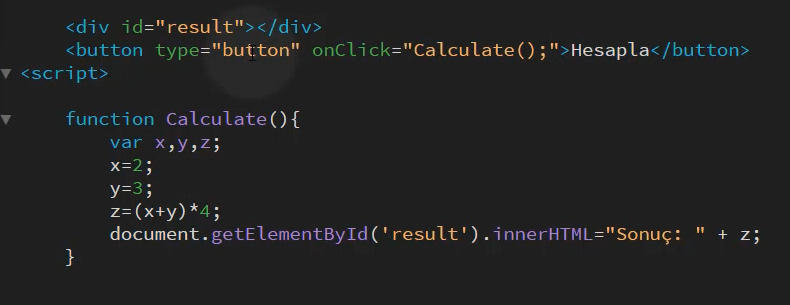 <div id="result"></div>
<button type="button" onClick="Calculate();">Hesapla</button>
<script>
function Calculate(){
var x,y,z;
x=2;
y=3;
z=(x+y)*4;
document.getElementById('result').innerHTML="Sonuç: " + z;
}